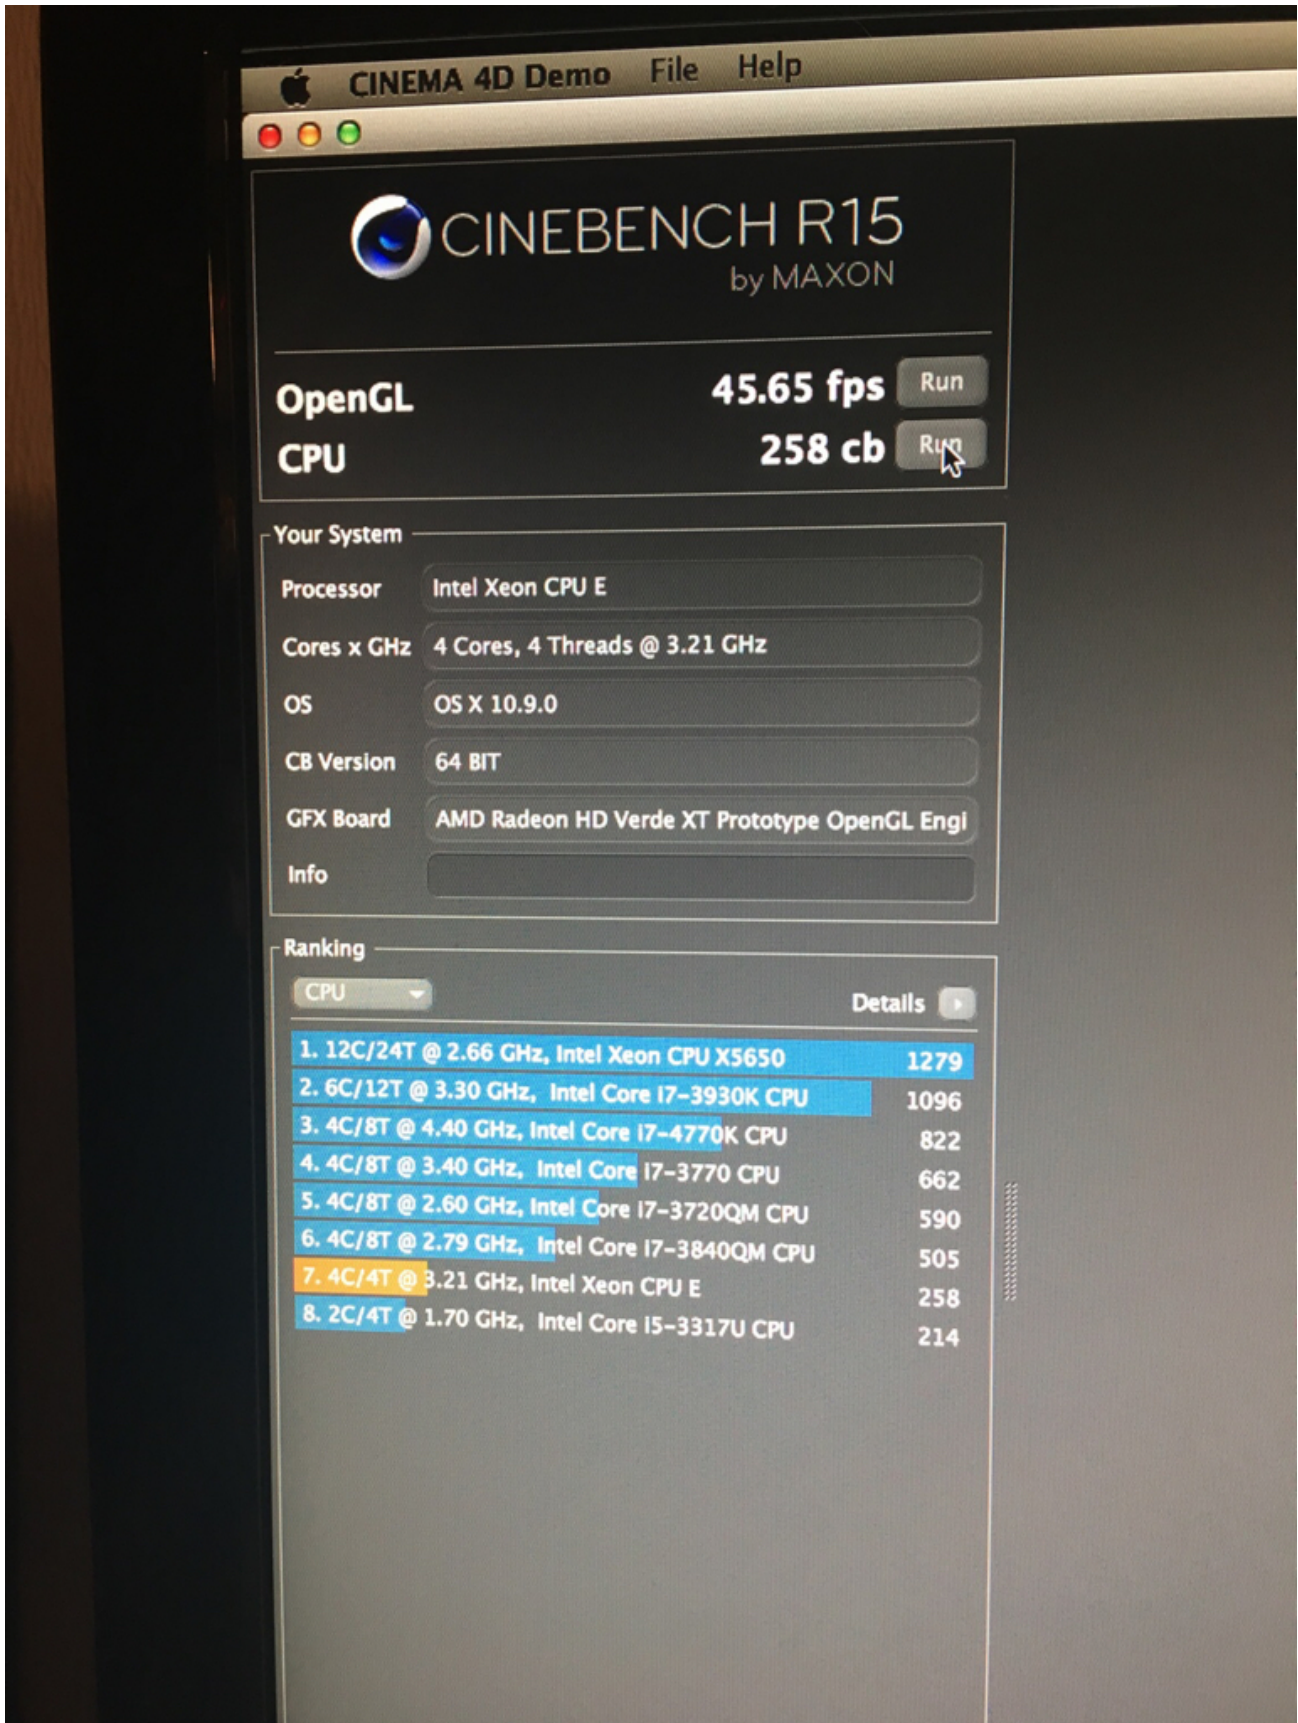 CINEMA 4D Demo File Help
CINEBENCH R15
by MAXON
OpenGL 45.65 fps Run
CPU 258 cb Run
Your System
Processor Intel Xeon CPU E
Cores x GHz 4 Cores, 4 Threads @ 3.21 GHz
OS OS X 10.9.0
CB Version 64 BIT
GFX Board AMD Radeon HD Verde XT Prototype OpenGL Engi
Info
Ranking
CPU Details
1. 12C/24T @ 2.66 GHz, Intel Xeon CPU X5650 1279
2. 6C/12T @ 3.30 GHz, Intel Core i7-3930K CPU 1096
3. 4C/8T @ 4.40 GHz, Intel Core i7-4770K CPU 822
4. 4C/8T @ 3.40 GHz, Intel Core i7-3770 CPU 662
5. 4C/8T @ 2.60 GHz, Intel Core i7-3720QM CPU 590
6. 4C/8T @ 2.79 GHz, Intel Core i7-3840QM CPU 505
7. 4C/4T @ 3.21 GHz, Intel Xeon CPU E 258
8. 2C/4T @ 1.70 GHz, Intel Core i5-3317U CPU 214